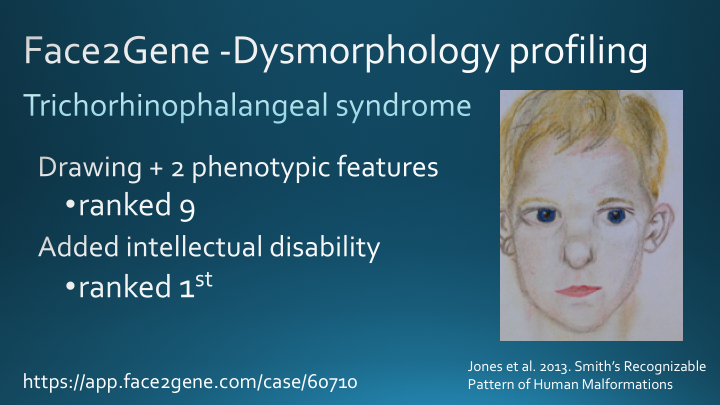 Face2Gene -Dysmorphology profiling
Trichorhinophalangeal syndrome
Drawing + 2 phenotypic features
•ranked 9
Added intellectual disability
•ranked 1st
https://app.face2gene.com/case/60710
Jones et al. 2013. Smith’s Recognizable
Pattern of Human Malformations